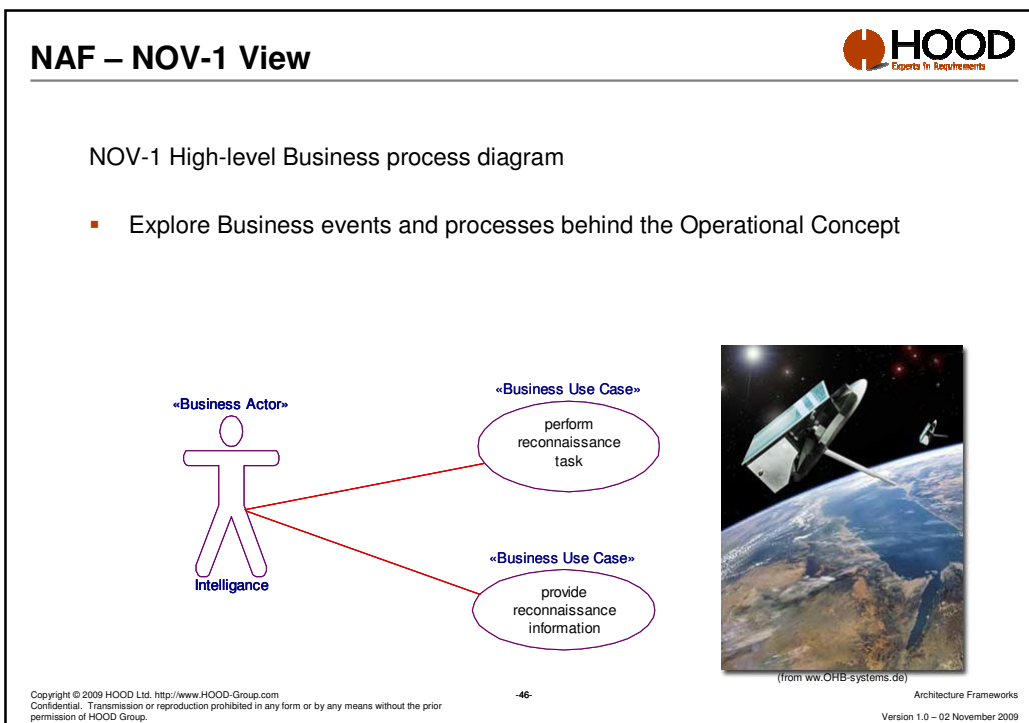 NAF – NOV-1 View
HOOD
Experts in Requirements
NOV-1 High-level Business process diagram
▪ Explore Business events and processes behind the Operational Concept
«Business Actor»
Intelligance
«Business Use Case»
perform
reconnaissance
task
«Business Use Case»
provide
reconnaissance
information
(from ww.OHB-systems.de)
Copyright © 2009 HOOD Ltd. http://www.HOOD-Group.com
Confidential. Transmission or reproduction prohibited in any form or by any means without the prior
permission of HOOD Group.
-46-
Architecture Frameworks
Version 1.0 – 02 November 2009